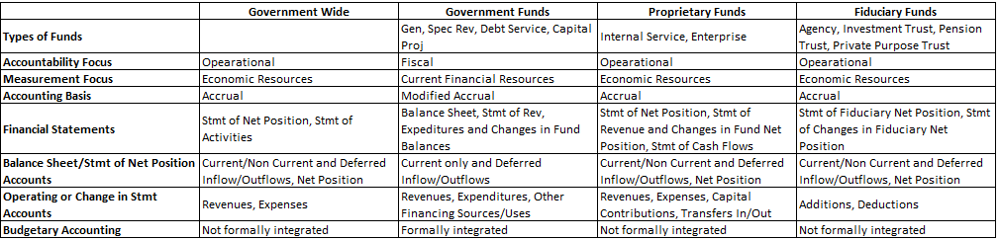 Government Wide Government Funds Proprietary Funds Fiduciary Funds
Types of Funds Gen, Spec Rev, Debt Service, Capital Proj Internal Service, Enterprise Agency, Investment Trust, Pension Trust, Private Purpose Trust
Accountability Focus Opearational Fiscal Opearational Opearational
Measurement Focus Economic Resources Current Financial Resources Economic Resources Economic Resources
Accounting Basis Accrual Modified Accrual Accrual Accrual
Financial Statements Stmt of Net Position, Stmt of Activities Balance Sheet, Stmt of Rev, Expeditures and Changes in Fund Balances Stmt of Net Position, Stmt of Revenue and Changes in Fund Net Position, Stmt of Cash Flows Stmt of Fiduciary Net Position, Stmt of Changes in Fiduciary Net Position
Balance Sheet/Stmt of Net Position Accounts Current/Non Current and Deferred Inflow/Outflows, Net Position Current only and Deferred Inflow/Outflows Current/Non Current and Deferred Inflow/Outflows, Net Position Current/Non Current and Deferred Inflow/Outflows, Net Position
Operating or Change in Stmt Accounts Revenues, Expenses Revenues, Expenditures, Other Financing Sources/Uses Revenues, Expenses, Capital Contributions, Transfers In/Out Additions, Deductions
Budgetary Accounting Not formally integrated Formally integrated Not formally integrated Not formally integrated